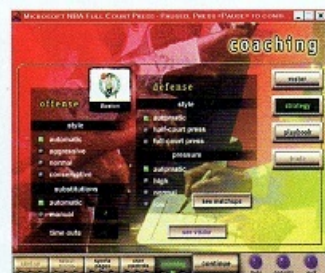 MICROSOFT NBA FULL COURT PRESS - PAUSED, PRESS <PAUSE> TO CONT
coaching
roster
offense
Boston
defense
style
strategy
style
automatic
half-court press
full-court press
playbook
automatic
aggressive
normal
conservative
pressure
automatic
high
normal
substitutions
automatic
manual
see matchups
time outs
see visitor
continue